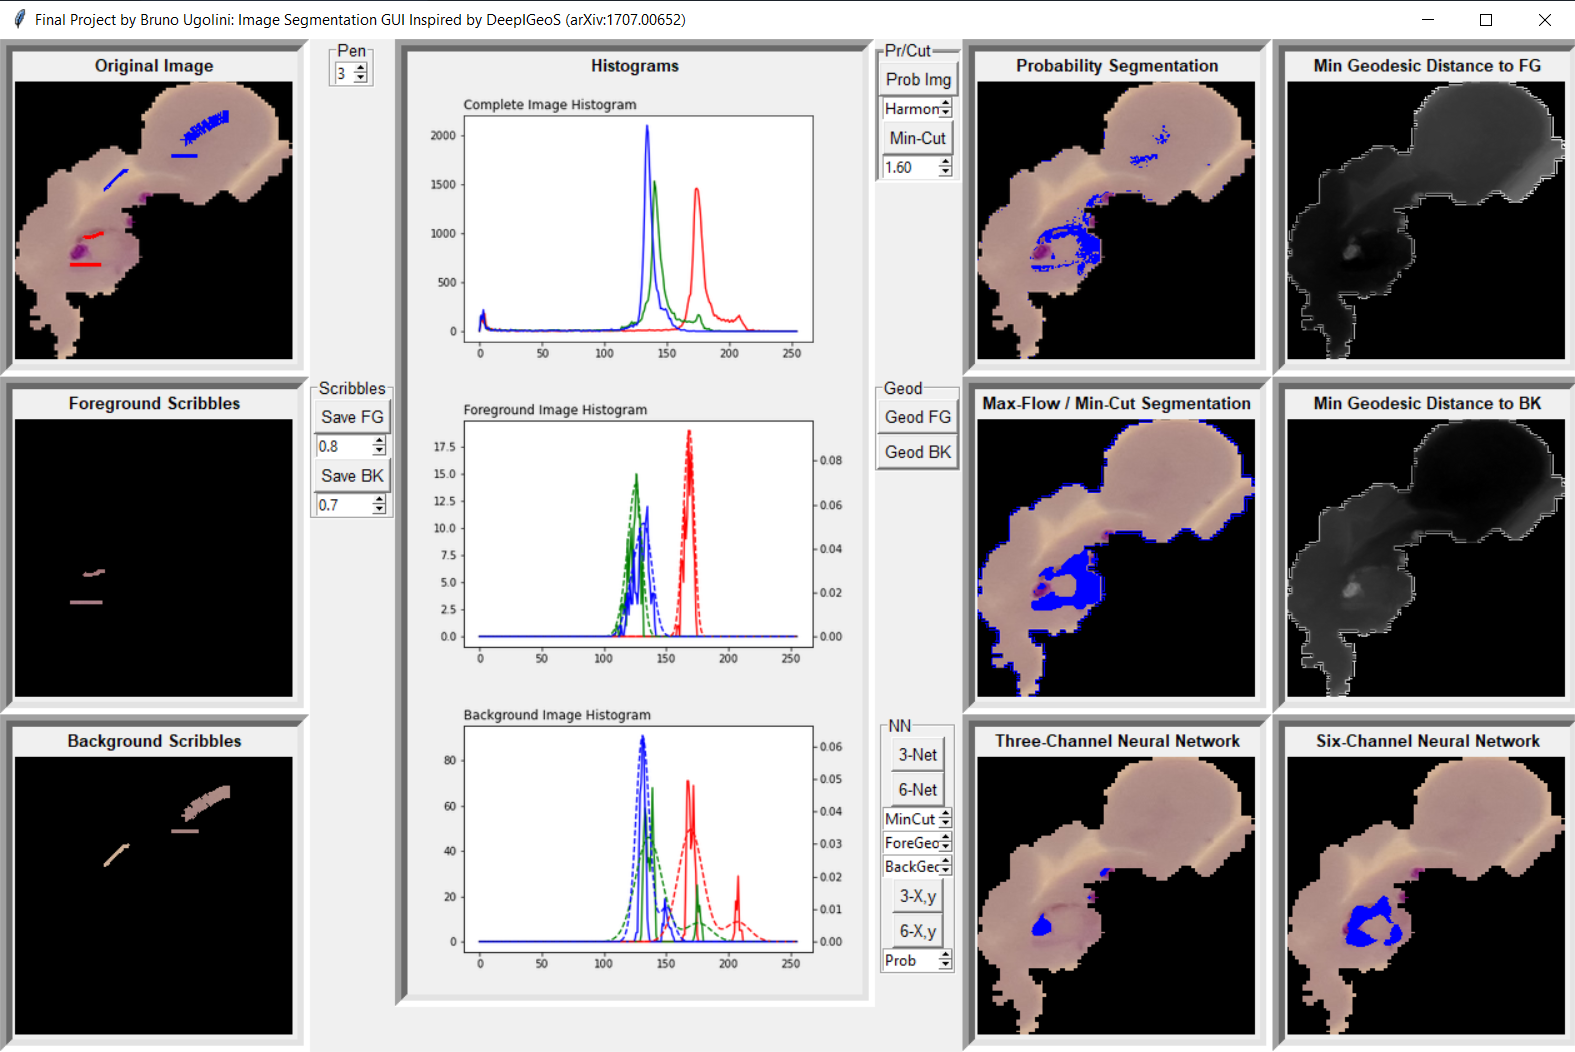 Final Project by Bruno Ugolini: Image Segmentation GUI Inspired by DeepIGeoS (arXiv:1707.00652)
Original Image
Pen
3
Histograms
Complete Image Histogram
2000
1500
1000
500
0
0 50 100 150 200 250
Pr/Cut
Prob Img
Harmon
Min-Cut
1.60
Probability Segmentation
Min Geodesic Distance to FG
Foreground Scribbles
Scribbles
Save FG
0.8
Save BK
0.7
Foreground Image Histogram
17.5
15.0
12.5
10.0
7.5
5.0
2.5
0.0
0.08
0.06
0.04
0.02
0.00
0 50 100 150 200 250
Geod
Geod FG
Geod BK
Max-Flow / Min-Cut Segmentation
Min Geodesic Distance to BK
Background Scribbles
Background Image Histogram
80
60
40
20
0
0.06
0.05
0.04
0.03
0.02
0.01
0.00
0 50 100 150 200 250
NN
3-Net
6-Net
MinCut
ForeGeo
BackGeo
3-X,y
6-X,y
Prob
Three-Channel Neural Network
Six-Channel Neural Network